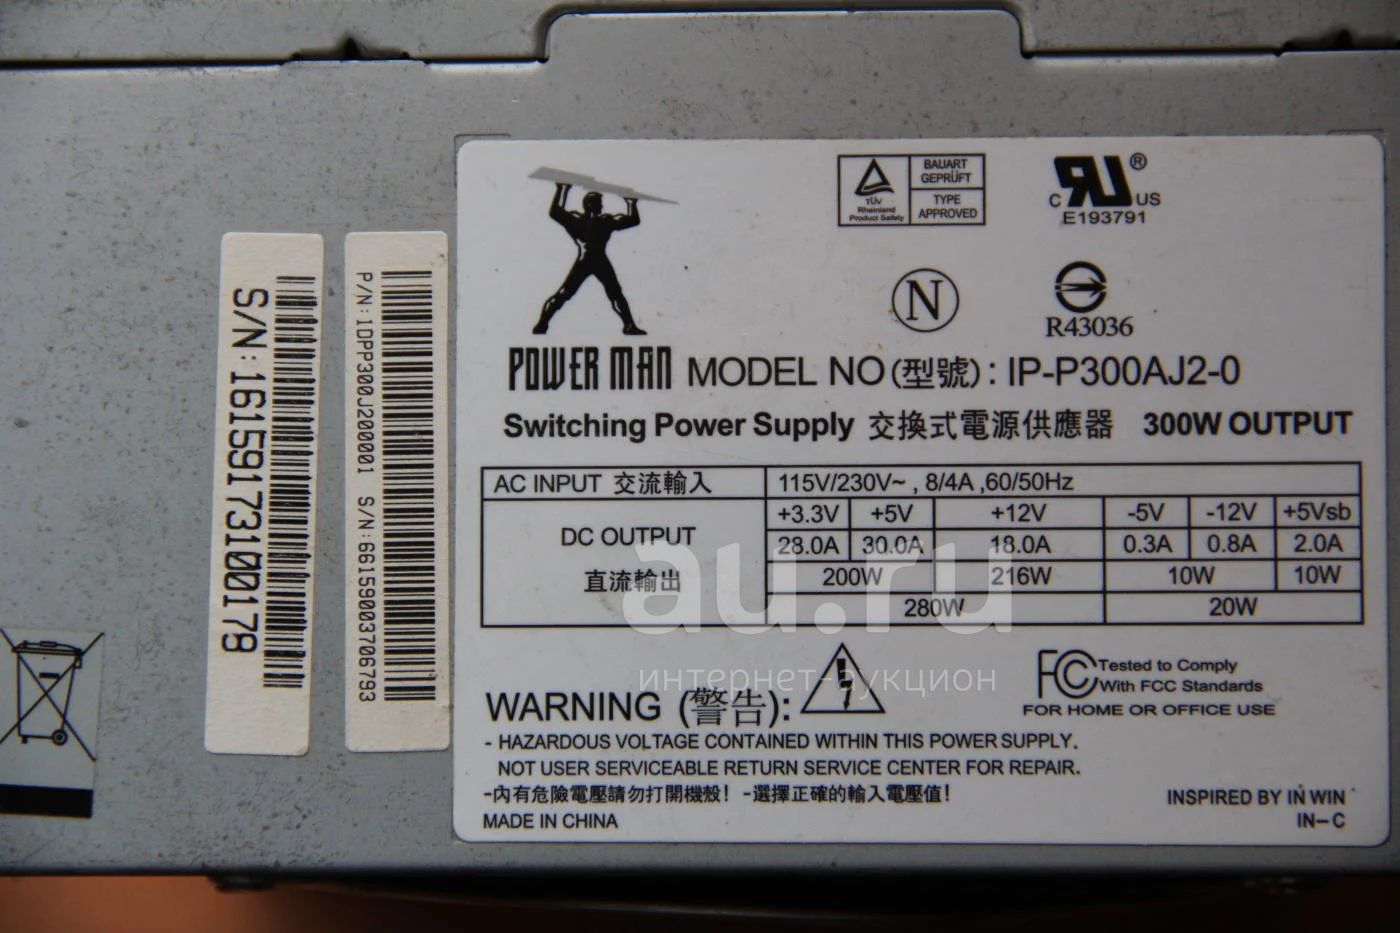 S/N:16159173100178
P/N:1DPP300J200001 S/N:66159003706793
TÜV
Rheinland
Product Safety
BAUART
GEPRÜFT
TYPE
APPROVED
C RU ® US
E193791
N
R43036
POWER MAN MODEL NO(型號): IP-P300AJ2-0
Switching Power Supply 交換式電源供應器 300W OUTPUT
AC INPUT 交流輸入 115V/230V~ , 8/4A ,60/50Hz
DC OUTPUT
直流輸出
+3.3V +5V +12V -5V -12V +5Vsb
28.0A 30.0A 18.0A 0.3A 0.8A 2.0A
200W 216W 10W 10W
280W 20W
au.ru
интернет-аукцион
WARNING (警告):
FC Tested to Comply
With FCC Standards
FOR HOME OR OFFICE USE
- HAZARDOUS VOLTAGE CONTAINED WITHIN THIS POWER SUPPLY.
NOT USER SERVICEABLE RETURN SERVICE CENTER FOR REPAIR.
-內有危險電壓請勿打開機殼! -選擇正確的輸入電壓值!
MADE IN CHINA
INSPIRED BY IN WIN
IN-C